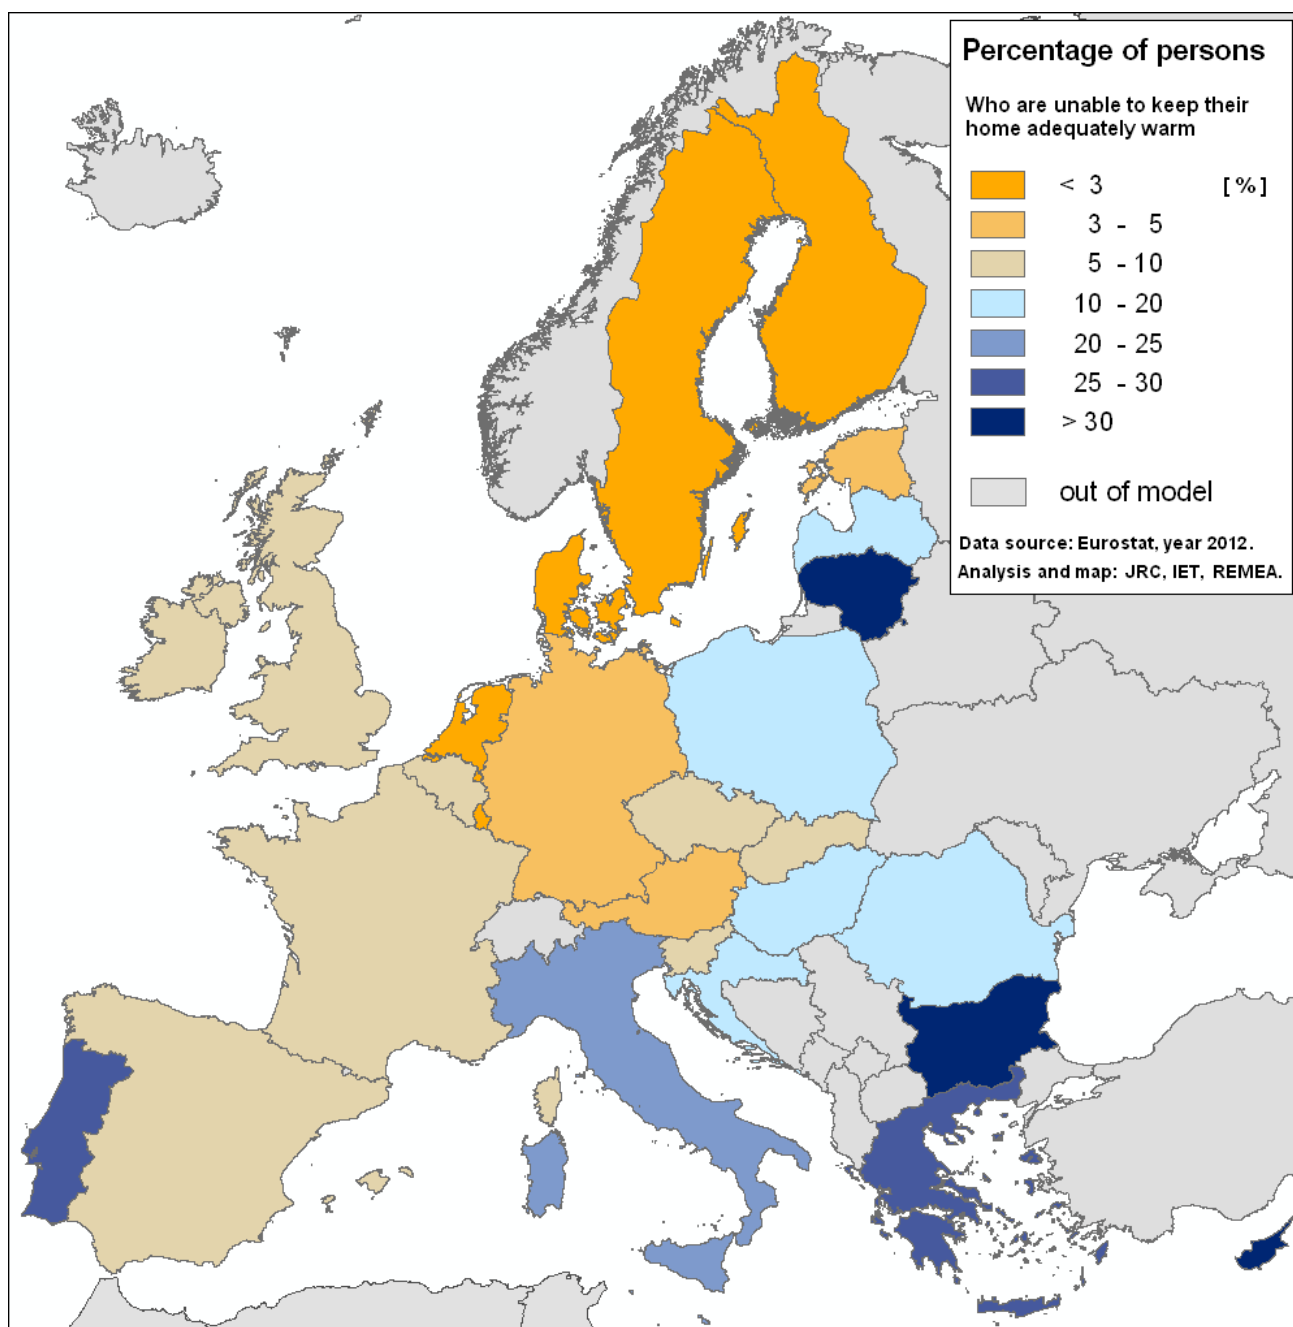 Percentage of persons
Who are unable to keep their
home adequately warm
< 3 [ % ]
3 - 5
5 - 10
10 - 20
20 - 25
25 - 30
> 30
out of model
Data source: Eurostat, year 2012.
Analysis and map: JRC, IET, REMEA.